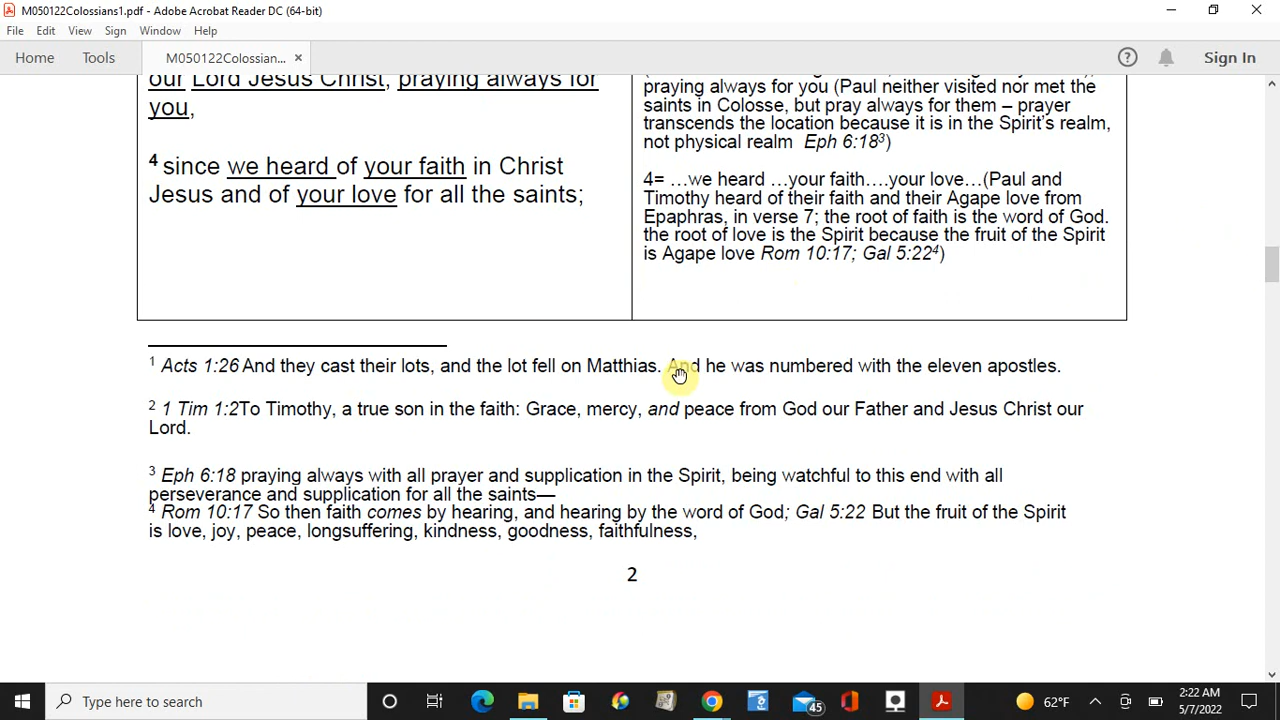 M050122Colossians1.pdf - Adobe Acrobat Reader DC (64-bit)
File Edit View Sign Window Help
Home Tools M050122Colossian... × Sign In
our Lord Jesus Christ, praying always for
you,
4 since we heard of your faith in Christ
Jesus and of your love for all the saints;
praying always for you (Paul neither visited nor met the
saints in Colosse, but pray always for them – prayer
transcends the location because it is in the Spirit's realm,
not physical realm Eph 6:18³)
4= …we heard …your faith….your love…(Paul and
Timothy heard of their faith and their Agape love from
Epaphras, in verse 7; the root of faith is the word of God.
the root of love is the Spirit because the fruit of the Spirit
is Agape love Rom 10:17; Gal 5:22⁴)
1 Acts 1:26 And they cast their lots, and the lot fell on Matthias. And he was numbered with the eleven apostles.
2 1 Tim 1:2To Timothy, a true son in the faith: Grace, mercy, and peace from God our Father and Jesus Christ our
Lord.
3 Eph 6:18 praying always with all prayer and supplication in the Spirit, being watchful to this end with all
perseverance and supplication for all the saints—
4 Rom 10:17 So then faith comes by hearing, and hearing by the word of God; Gal 5:22 But the fruit of the Spirit
is love, joy, peace, longsuffering, kindness, goodness, faithfulness,
2
Type here to search
45
62°F
2:22 AM
5/7/2022